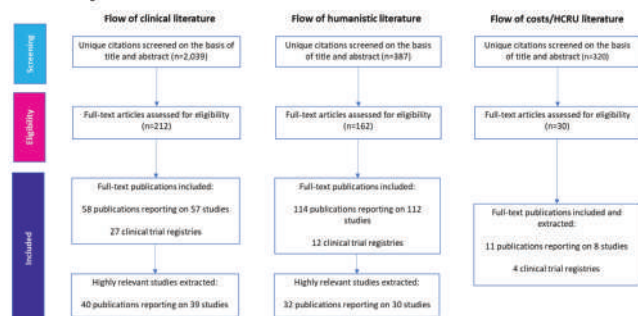 Flow of clinical literature
Flow of humanistic literature
Flow of costs/HCRU literature
Screening
Unique citations screened on the basis of
title and abstract (n=2,039)
Unique citations screened on the basis
of title and abstract (n=387)
Unique citations screened on the basis
of title and abstract (n=320)
Eligibility
Full-text articles assessed for eligibility
(n=212)
Full-text articles assessed for eligibility
(n=162)
Full-text articles assessed for eligibility
(n=30)
Included
Full-text publications included:
58 publications reporting on 57 studies
27 clinical trial registries
Full-text publications included:
114 publications reporting on 112
studies
12 clinical trial registries
Full-text publications included and
extracted:
11 publications reporting on 8 studies
4 clinical trial registries
Highly relevant studies extracted:
40 publications reporting on 39 studies
Highly relevant studies extracted:
32 publications reporting on 30 studies